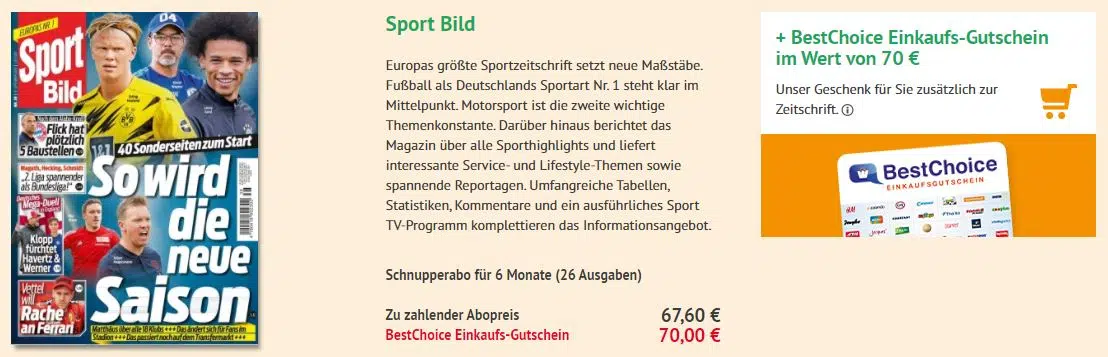 EUROPAS NR. 1
Sport
Bild
Nach dem Mega-Knall
Flick hat
plötzlich
5 Baustellen
40 Sonderseiten zum Start
Magath, Hecking, Schmidt
"2. Liga spannender
als Bundesliga!"
So wird
die
neue
Saison
Deutsches
Mega-Duell
Klopp
fürchtet
Havertz &
Werner
Vettel
will
Rache
an Ferrari
Matthäus über alle 18 Klubs +++ Das ändert sich für Fans im
Stadion +++ Das passiert noch auf dem Transfermarkt +++
Sport Bild
Europas größte Sportzeitschrift setzt neue Maßstäbe.
Fußball als Deutschlands Sportart Nr. 1 steht klar im
Mittelpunkt. Motorsport ist die zweite wichtige
Themenkonstante. Darüber hinaus berichtet das
Magazin über alle Sporthighlights und liefert
interessante Service- und Lifestyle-Themen sowie
spannende Reportagen. Umfangreiche Tabellen,
Statistiken, Kommentare und ein ausführliches Sport
TV-Programm komplettieren das Informationsangebot.
Schnupperabo für 6 Monate (26 Ausgaben)
Zu zahlender Abopreis 67,60 €
BestChoice Einkaufs-Gutschein 70,00 €
+ BestChoice Einkaufs-Gutschein
im Wert von 70 €
Unser Geschenk für Sie zusätzlich zur
Zeitschrift.
BestChoice
EINKAUFSGUTSCHEIN